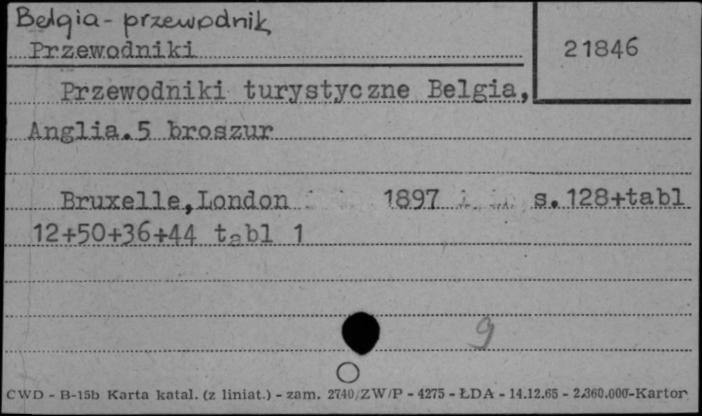 Belgia - przewodnik
Przewodniki
21846
Przewodniki turystyczne Belgia,
Anglia.5 broszur
Bruxelle,London 1897 s.128+tabl
12+50+36+44 tabl 1
9
CWD - B-15b Karta katal. (z liniat.) - zam. 2740/ZW/P - 4275 - ŁDA - 14.12.65 - 2.360.000-Kartor